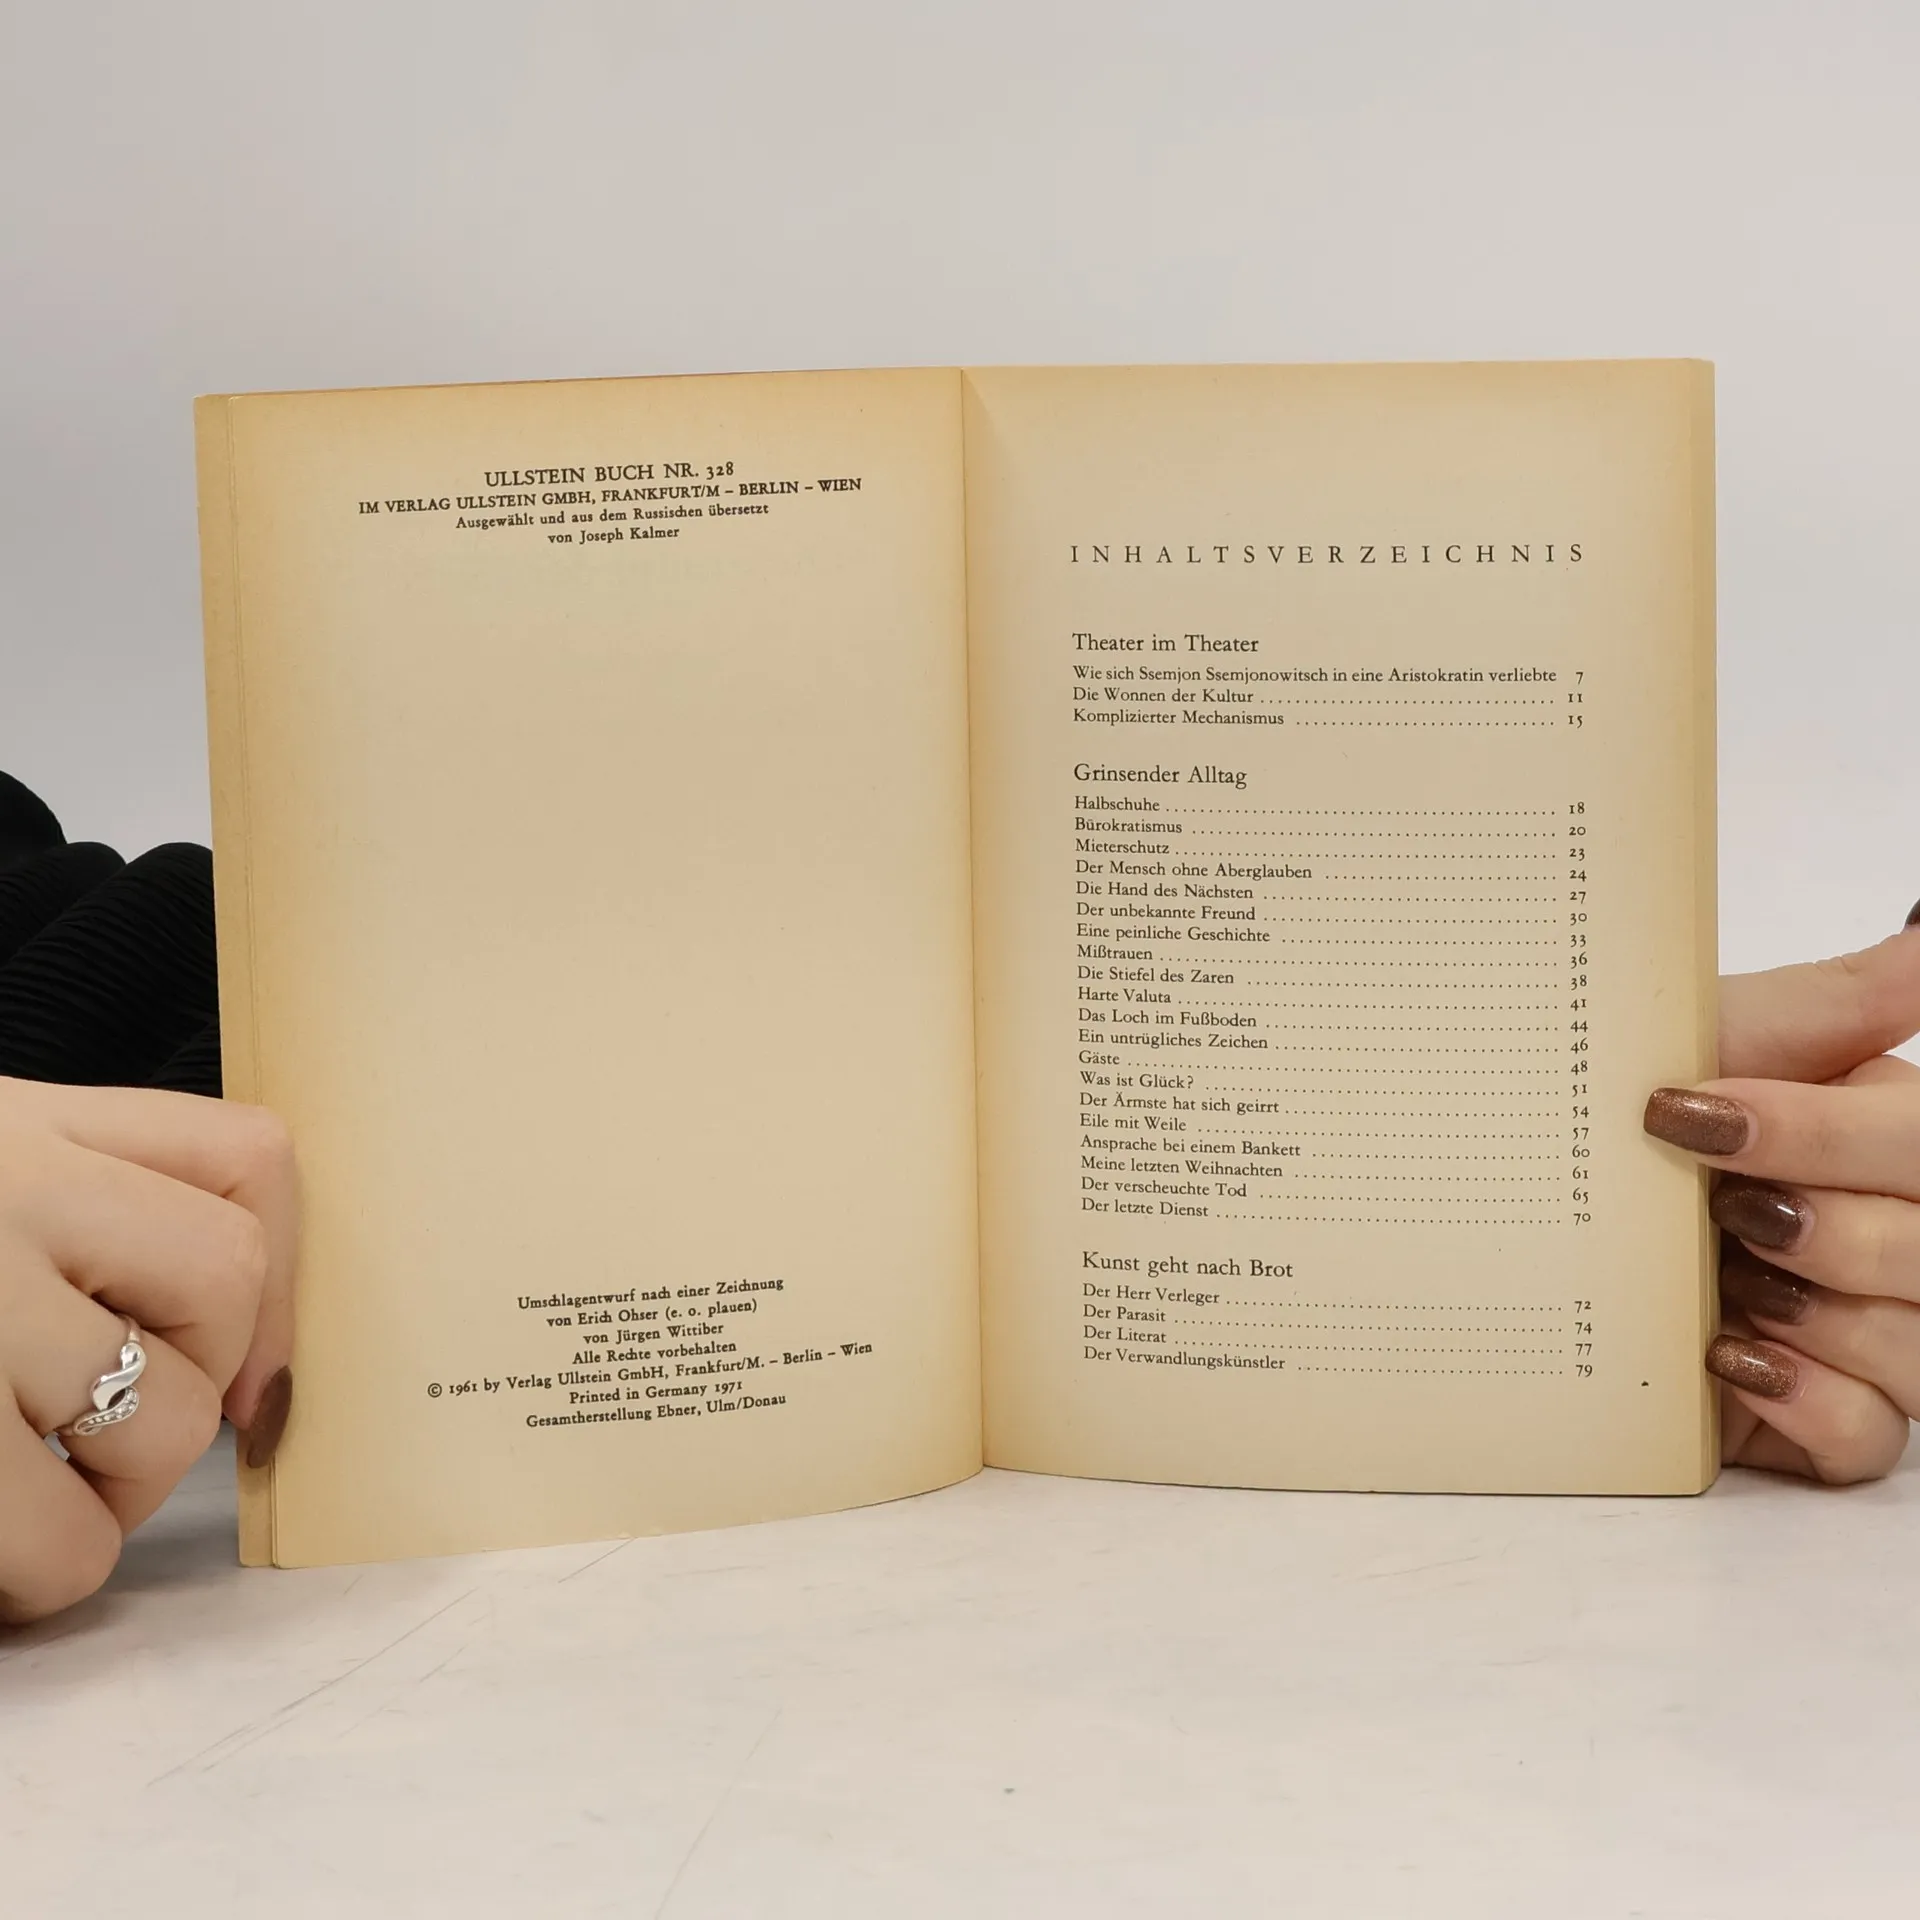 ULLSTEIN BUCH NR. 328
IM VERLAG ULLSTEIN GMBH, FRANKFURT/M – BERLIN – WIEN
Ausgewählt und aus dem Russischen übersetzt
von Joseph Kalmer
Umschlagentwurf nach einer Zeichnung
von Erich Ohser (e. o. plauen)
von Jürgen Wittiber
Alle Rechte vorbehalten
© 1961 by Verlag Ullstein GmbH, Frankfurt/M. – Berlin – Wien
Printed in Germany 1971
Gesamtherstellung Ebner, Ulm/Donau
INHALTSVERZEICHNIS
Theater im Theater
Wie sich Ssemjon Ssemjonowitsch in eine Aristokratin verliebte 7
Die Wonnen der Kultur 11
Komplizierter Mechanismus 15
Grinsender Alltag
Halbschuhe 18
Bürokratismus 20
Mieterschutz 23
Der Mensch ohne Aberglauben 24
Die Hand des Nächsten 27
Der unbekannte Freund 30
Eine peinliche Geschichte 33
Mißtrauen 36
Die Stiefel des Zaren 38
Harte Valuta 41
Das Loch im Fußboden 44
Ein untrügliches Zeichen 46
Gäste 48
Was ist Glück? 51
Der Ärmste hat sich geirrt 54
Eile mit Weile 57
Ansprache bei einem Bankett 60
Meine letzten Weihnachten 61
Der verscheuchte Tod 65
Der letzte Dienst 70
Kunst geht nach Brot
Der Herr Verleger 72
Der Parasit 74
Der Literat 77
Der Verwandlungskünstler 79